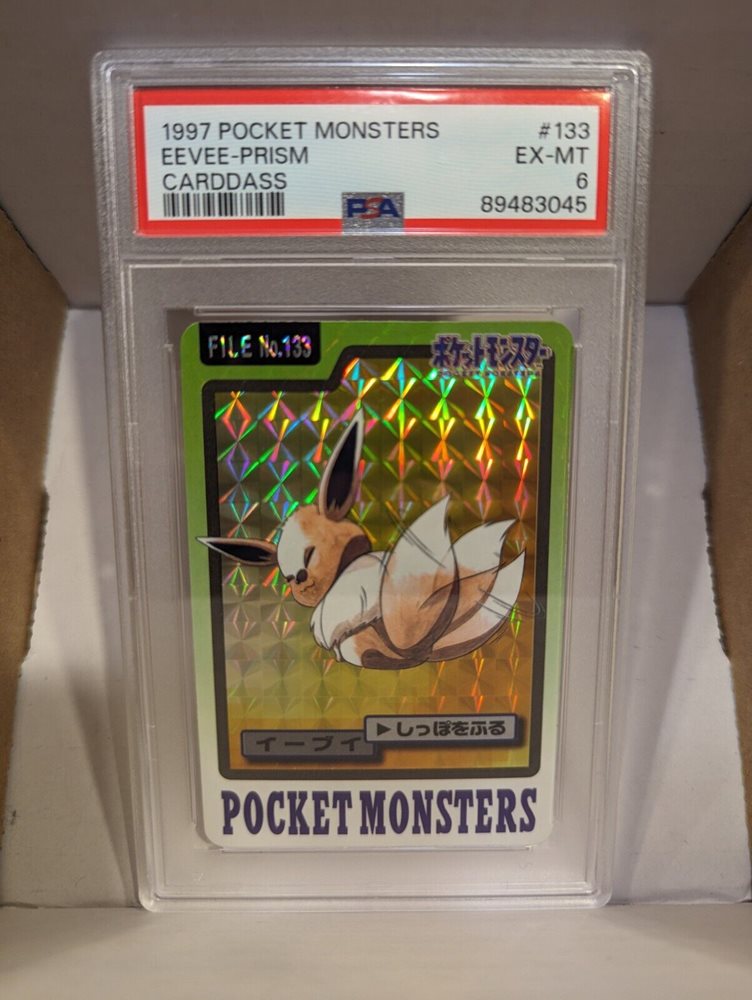 1997 POCKET MONSTERS #133
EEVEE-PRISM EX-MT
CARDDASS 6
PSA 89483045
FILE No.133
ポケットモンスター
イーブイ
▶しっぽをふる
POCKET MONSTERS